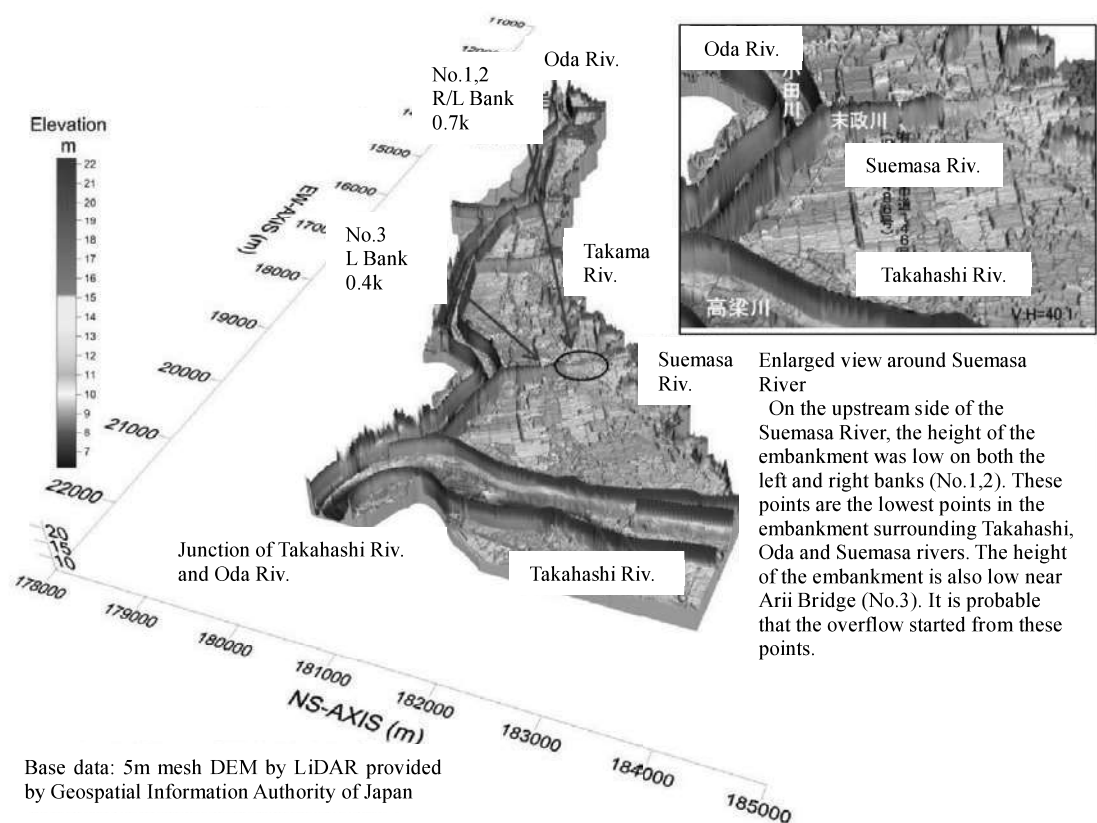 Elevation
m
22
21
20
19
18
17
16
15
14
13
12
11
10
9
8
7
11000
15000
16000
18000
19000
20000
21000
22000
EW-AXIS (m)
20
15
10
178000
179000
180000
181000
182000
183000
184000
185000
NS-AXIS (m)
No.1,2
R/L Bank
0.7k
Oda Riv.
No.3
L Bank
0.4k
Takama
Riv.
Suemasa
Riv.
Junction of Takahashi Riv.
and Oda Riv.
Takahashi Riv.
Oda Riv.
小田川
末政川
Suemasa Riv.
Takahashi Riv.
高梁川
V:H=40:1
Enlarged view around Suemasa
River
On the upstream side of the
Suemasa River, the height of the
embankment was low on both the
left and right banks (No.1,2). These
points are the lowest points in the
embankment surrounding Takahashi,
Oda and Suemasa rivers. The height
of the embankment is also low near
Arii Bridge (No.3). It is probable
that the overflow started from these
points.
Base data: 5m mesh DEM by LiDAR provided
by Geospatial Information Authority of Japan